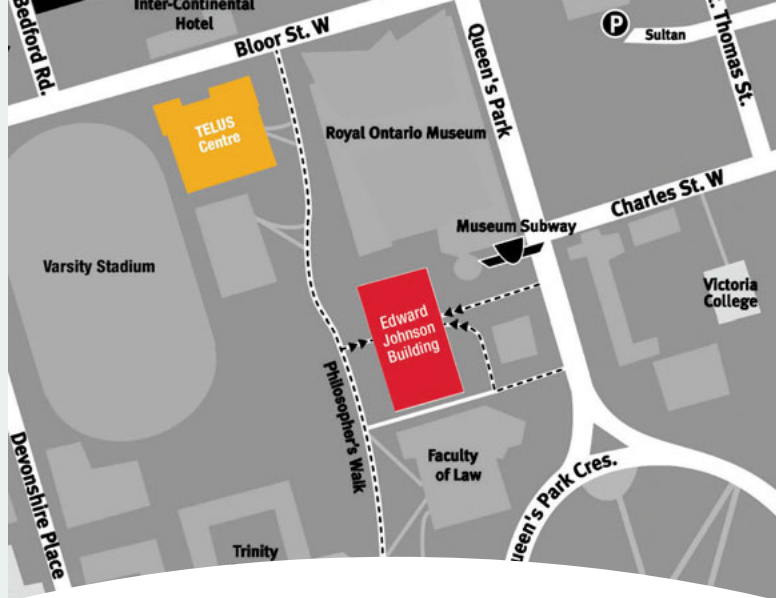 Inter-Continental
Hotel
Bedford Rd.
Bloor St. W
Queen's Park
P
Sultan
Thomas St.
TELUS
Centre
Royal Ontario Museum
Charles St. W
Museum Subway
Varsity Stadium
Victoria
College
Edward
Johnson
Building
Philosopher's Walk
Faculty
of Law
Queen's Park Cres.
Devonshire Place
Trinity